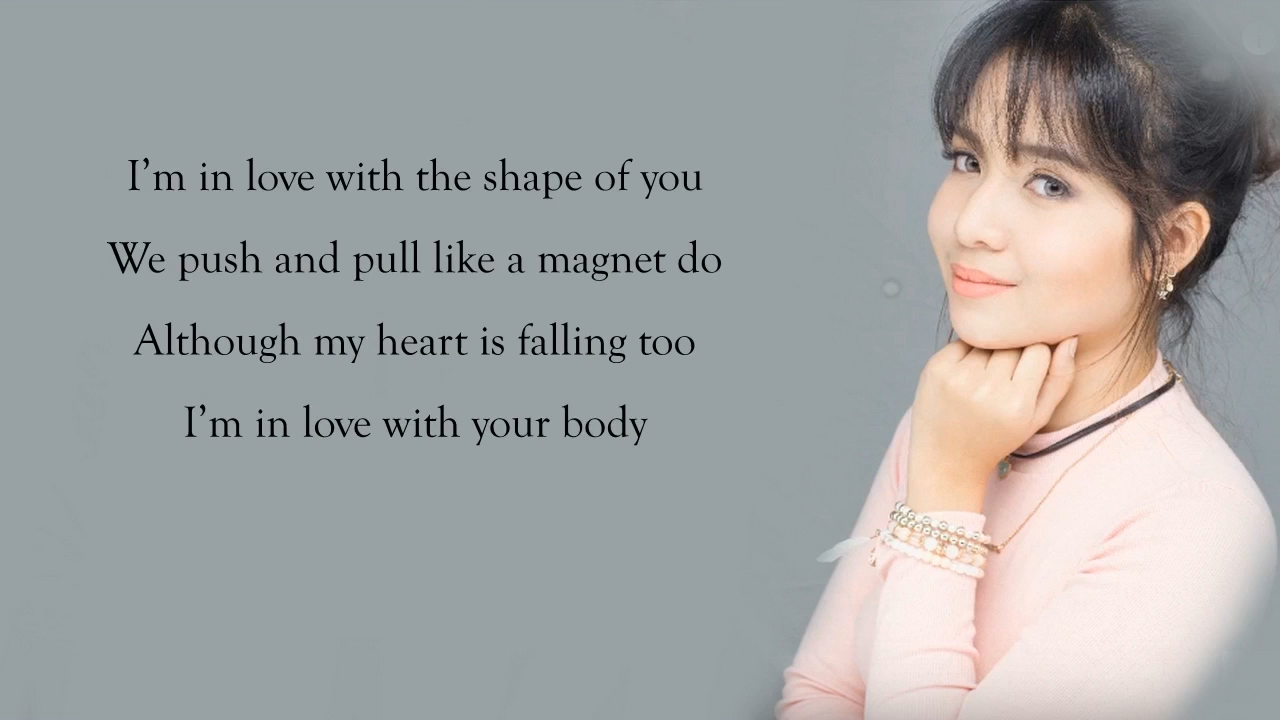 I’m in love with the shape of you
We push and pull like a magnet do
Although my heart is falling too
I’m in love with your body